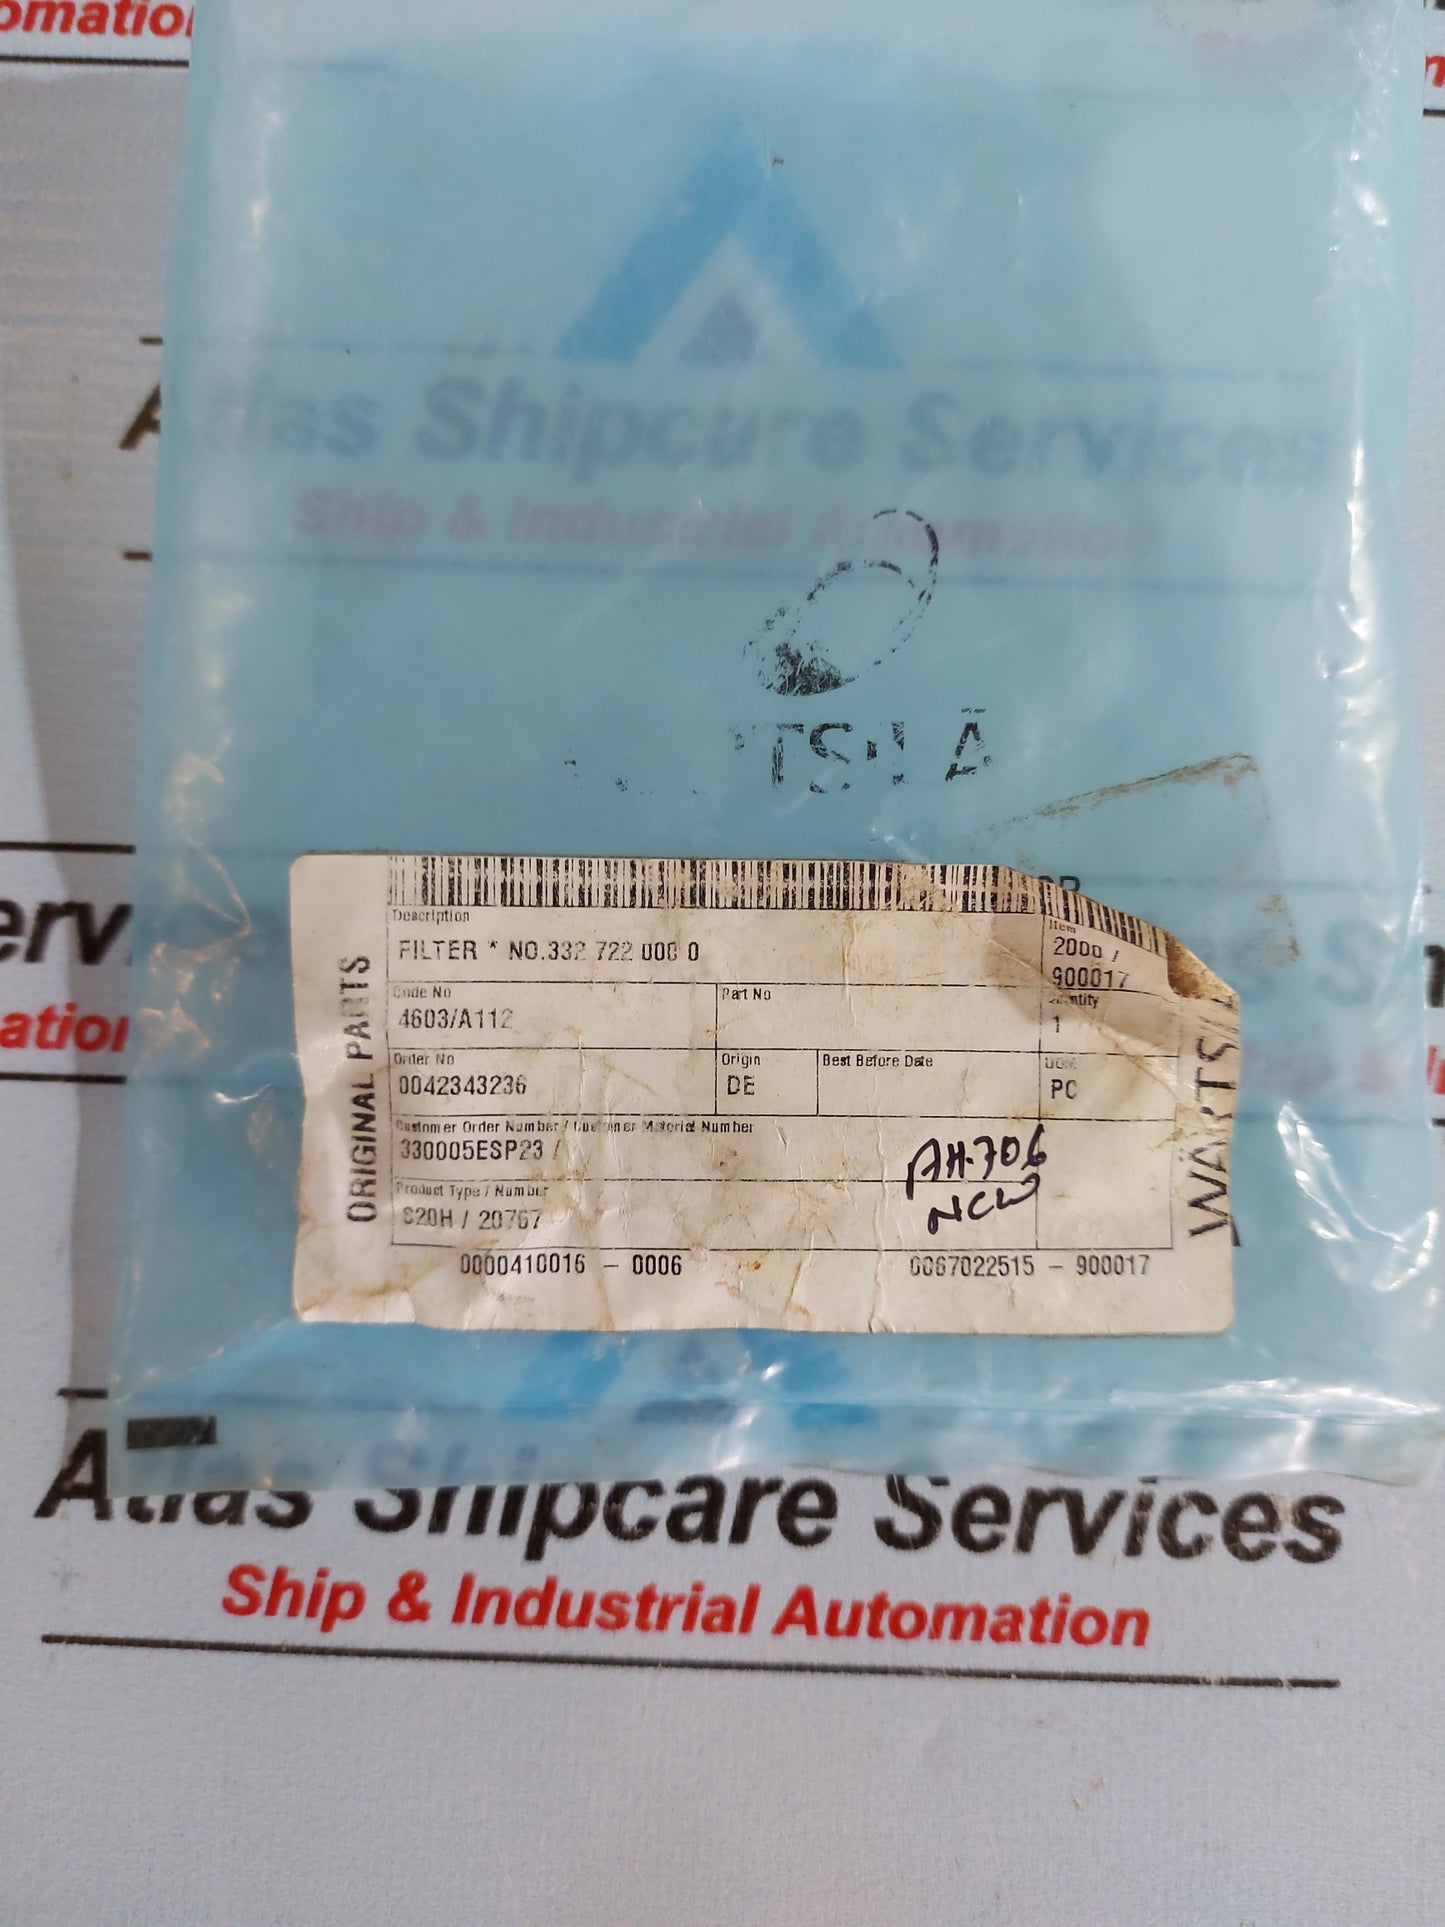 Atlas Shipcare Services
Ship & Industrial Automation
ORIGINAL PARTS
WÄRTSILÄ
Description
FILTER * NO.332 722 000 0
Item
2000 /
900017
Code No
4603/A112
Part No
Quantity
1
Order No
0042343236
Origin
DE
Best Before Date
UOM
PC
Customer Order Number / Customer Material Number
330005ESP23 /
Product Type / Number
S20H / 20767
AH-706
NCW
0000410016 - 0006
0067022515 - 900017
Atlas Shipcare Services
Ship & Industrial Automation